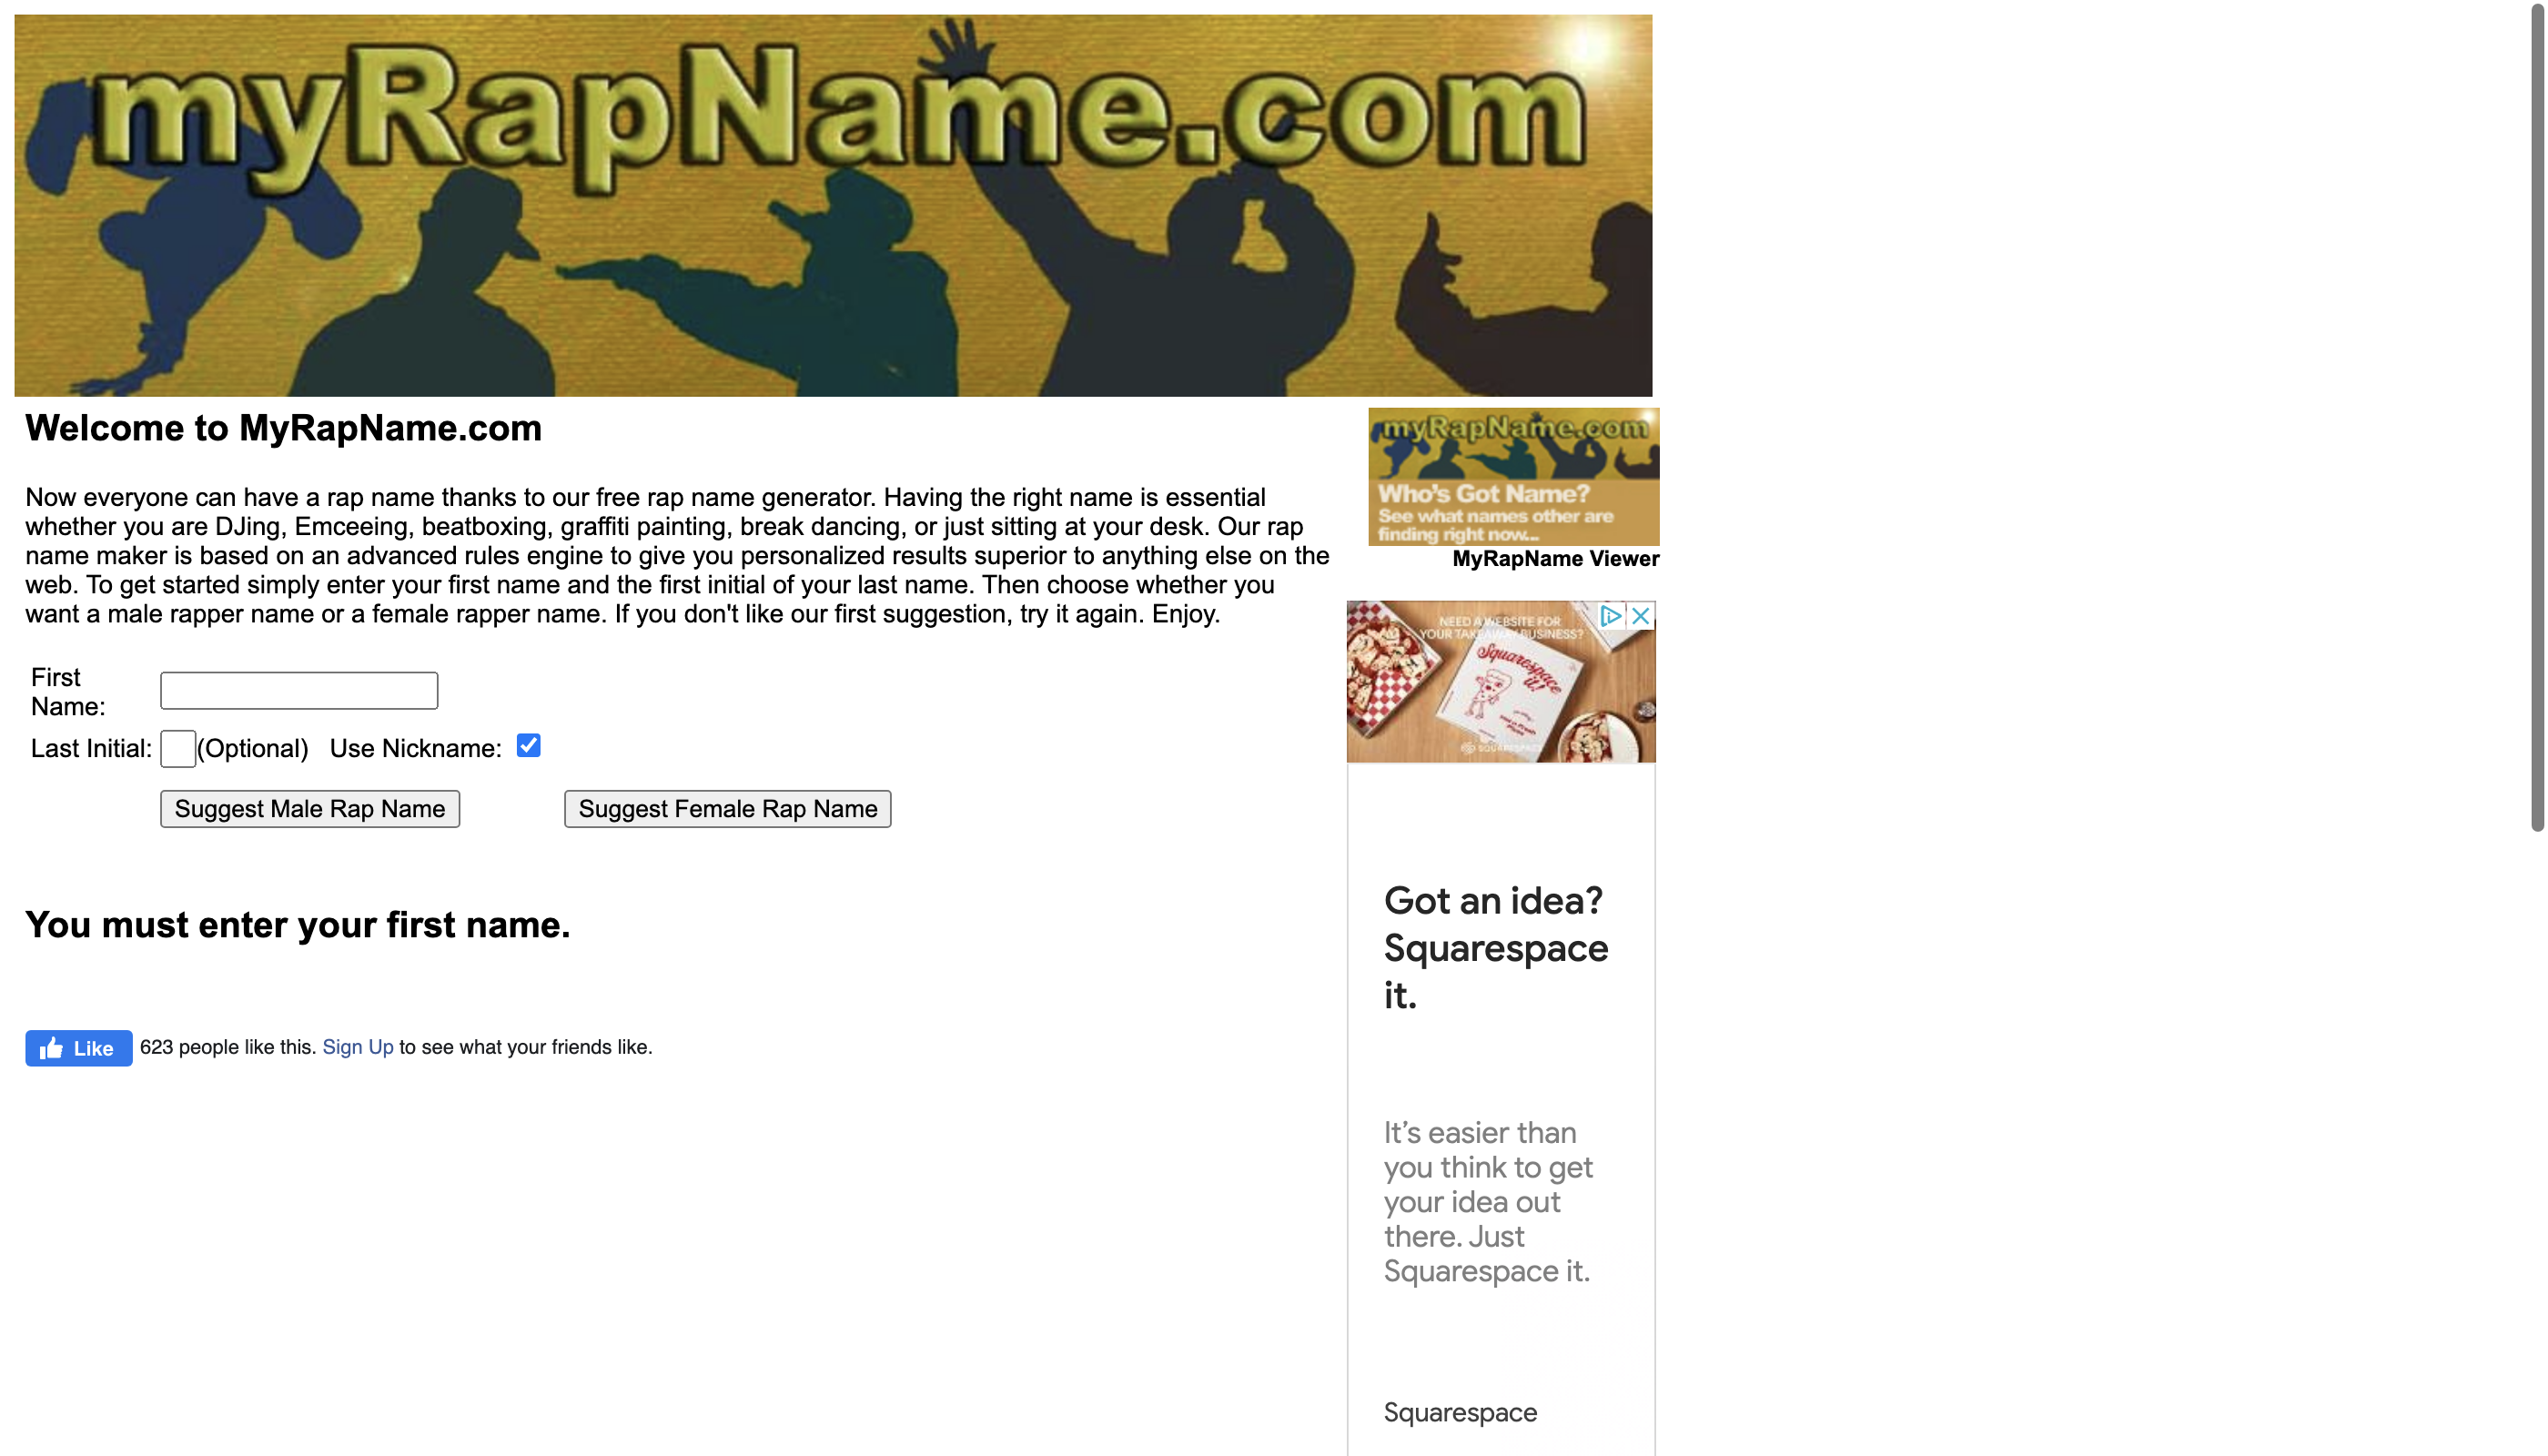 myRapName.com
Welcome to MyRapName.com
Now everyone can have a rap name thanks to our free rap name generator. Having the right name is essential
whether you are DJing, Emceeing, beatboxing, graffiti painting, break dancing, or just sitting at your desk. Our rap
name maker is based on an advanced rules engine to give you personalized results superior to anything else on the
web. To get started simply enter your first name and the first initial of your last name. Then choose whether you
want a male rapper name or a female rapper name. If you don't like our first suggestion, try it again. Enjoy.
First
Name:
Last Initial: (Optional) Use Nickname:
Suggest Male Rap Name Suggest Female Rap Name
You must enter your first name.
Like 623 people like this. Sign Up to see what your friends like.
myRapName.com
Who's Got Name?
See what names other are
finding right now...
MyRapName Viewer
NEED A WEBSITE FOR
YOUR TAKEAWAY BUSINESS?
Squarespace
it!
SQUARESPACE
Got an idea?
Squarespace
it.
It's easier than
you think to get
your idea out
there. Just
Squarespace it.
Squarespace